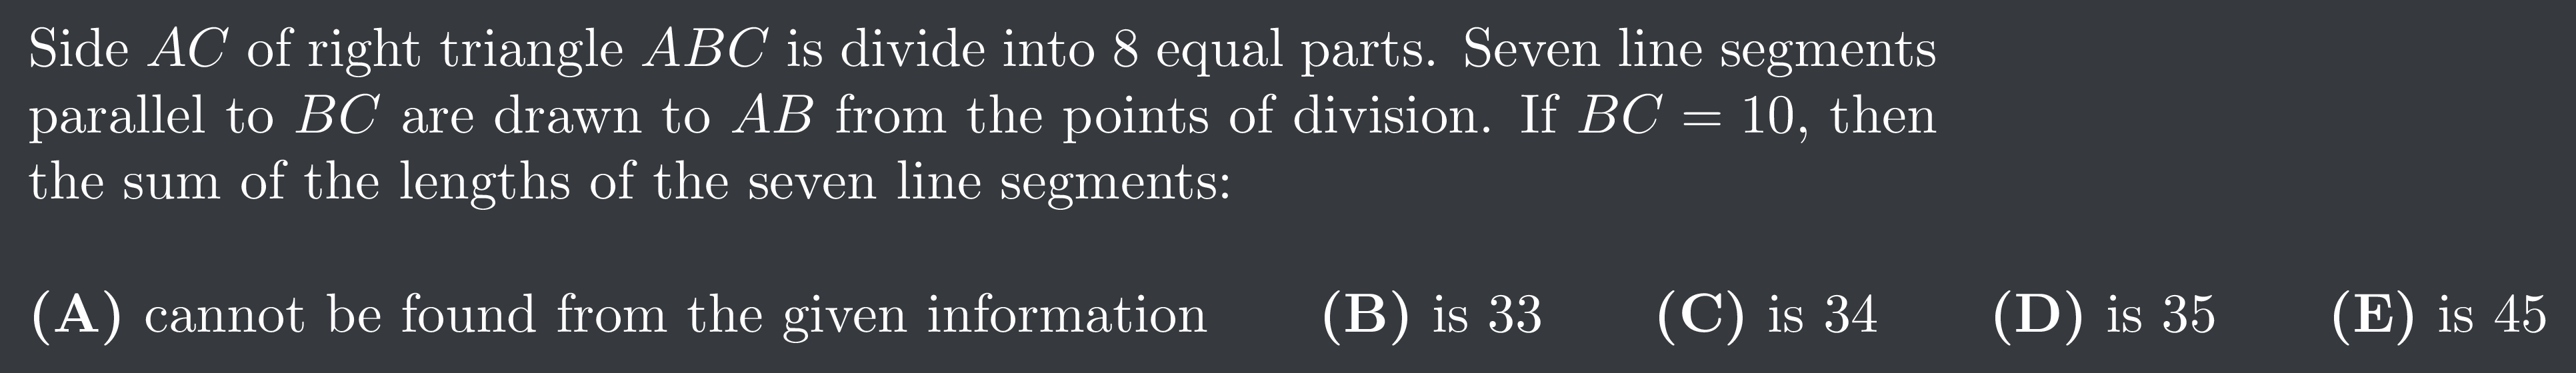 Side AC of right triangle ABC is divide into 8 equal parts. Seven line segments
parallel to BC are drawn to AB from the points of division. If BC = 10, then
the sum of the lengths of the seven line segments:
(A) cannot be found from the given information (B) is 33 (C) is 34 (D) is 35 (E) is 45